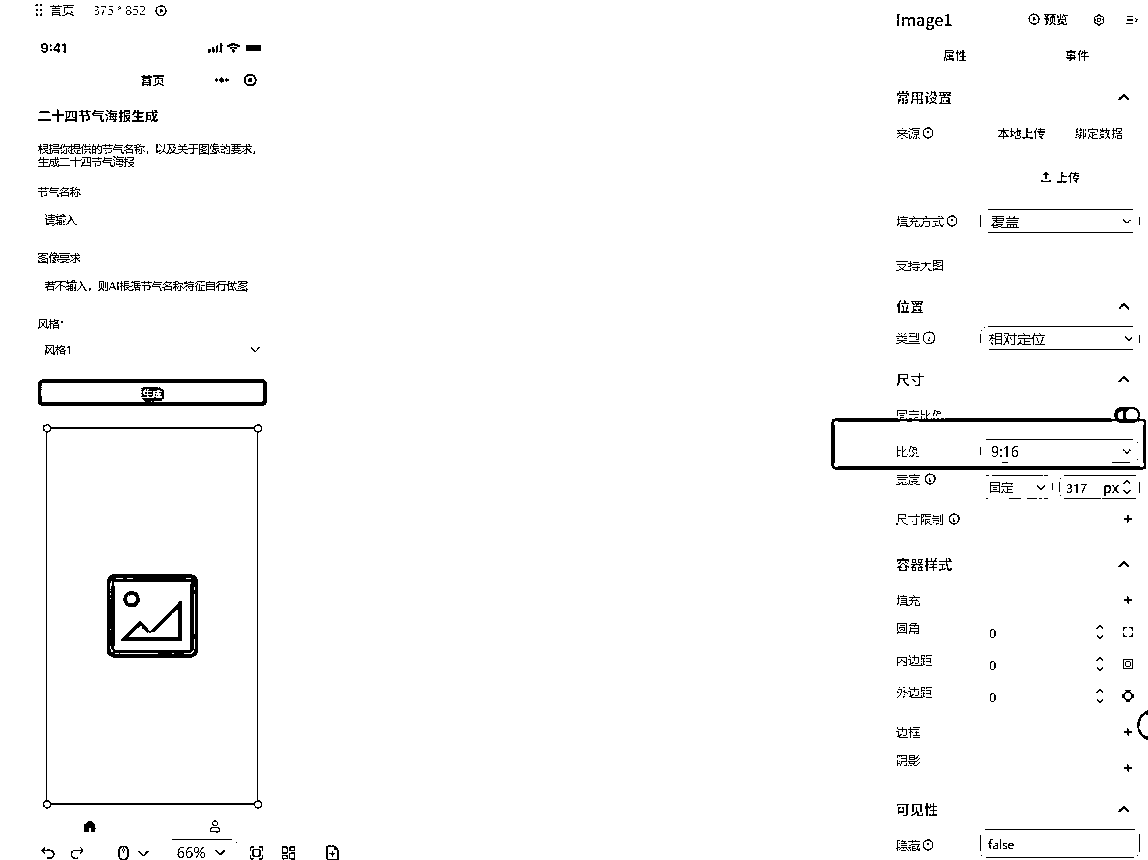 首页 375*852
9:41
首页
二十四节气海报生成
根据你提供的节气名称，以及关于图像的要求，
生成二十四节气海报
节气名称
请输入
图像要求
若不输入，则AI根据节气名称特征自行做图
风格*
风格1
生成
66%
Image1
预览
属性 事件
常用设置
来源 本地上传 绑定数据
上传
填充方式 覆盖
支持大图
位置
类型 相对定位
尺寸
固定比例
比例 9:16
宽度 固定 317 px
尺寸限制
容器样式
填充
圆角 0
内边距 0
外边距 0
边框
阴影
可见性
隐藏 false